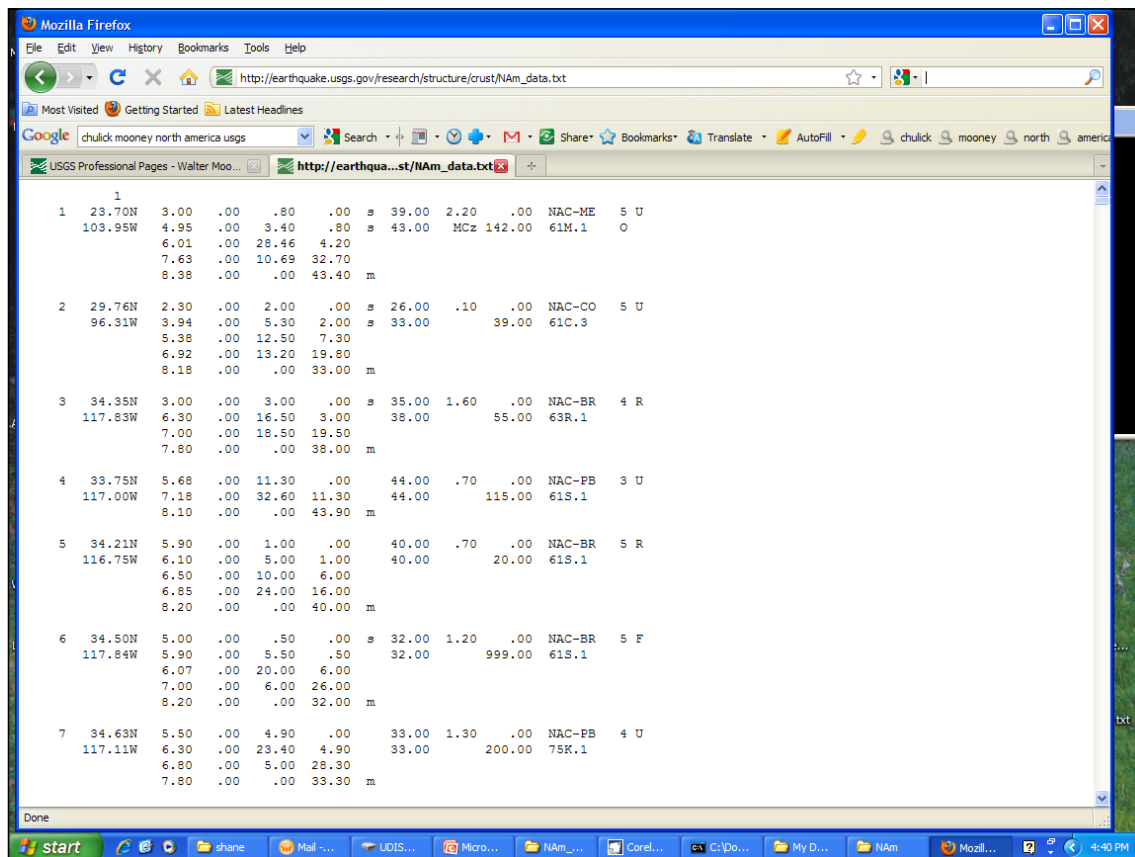 Mozilla Firefox
File Edit View History Bookmarks Tools Help
http://earthquake.usgs.gov/research/structure/crust/NAm_data.txt
Most Visited Getting Started Latest Headlines
Google chulick mooney north america usgs Search Share Bookmarks Translate AutoFill chulick mooney north america
USGS Professional Pages - Walter Moo... http://earthqua...st/NAm_data.txt
1
1 23.70N 3.00 .00 .80 .00 s 39.00 2.20 .00 NAC-ME 5 U
103.95W 4.95 .00 3.40 .80 s 43.00 MCz 142.00 61M.1 O
6.01 .00 28.46 4.20
7.63 .00 10.69 32.70
8.38 .00 .00 43.40 m
2 29.76N 2.30 .00 2.00 .00 s 26.00 .10 .00 NAC-CO 5 U
96.31W 3.94 .00 5.30 2.00 s 33.00 39.00 61C.3
5.38 .00 12.50 7.30
6.92 .00 13.20 19.80
8.18 .00 .00 33.00 m
3 34.35N 3.00 .00 3.00 .00 s 35.00 1.60 .00 NAC-BR 4 R
117.83W 6.30 .00 16.50 3.00 38.00 55.00 63R.1
7.00 .00 18.50 19.50
7.80 .00 .00 38.00 m
4 33.75N 5.68 .00 11.30 .00 44.00 .70 .00 NAC-PB 3 U
117.00W 7.18 .00 32.60 11.30 44.00 115.00 61S.1
8.10 .00 .00 43.90 m
5 34.21N 5.90 .00 1.00 .00 40.00 .70 .00 NAC-BR 5 R
116.75W 6.10 .00 5.00 1.00 40.00 20.00 61S.1
6.50 .00 10.00 6.00
6.85 .00 24.00 16.00
8.20 .00 .00 40.00 m
6 34.50N 5.00 .00 .50 .00 s 32.00 1.20 .00 NAC-BR 5 F
117.84W 5.90 .00 5.50 .50 32.00 999.00 61S.1
6.07 .00 20.00 6.00
7.00 .00 6.00 26.00
8.20 .00 .00 32.00 m
7 34.63N 5.50 .00 4.90 .00 33.00 1.30 .00 NAC-PB 4 U
117.11W 6.30 .00 23.40 4.90 33.00 200.00 75K.1
6.80 .00 5.00 28.30
7.80 .00 .00 33.30 m
txt
Done
start shane Mail -... UDIS... Micro... NAm_... Corel... C:\Do... My D... NAm Mozill... 4:40 PM